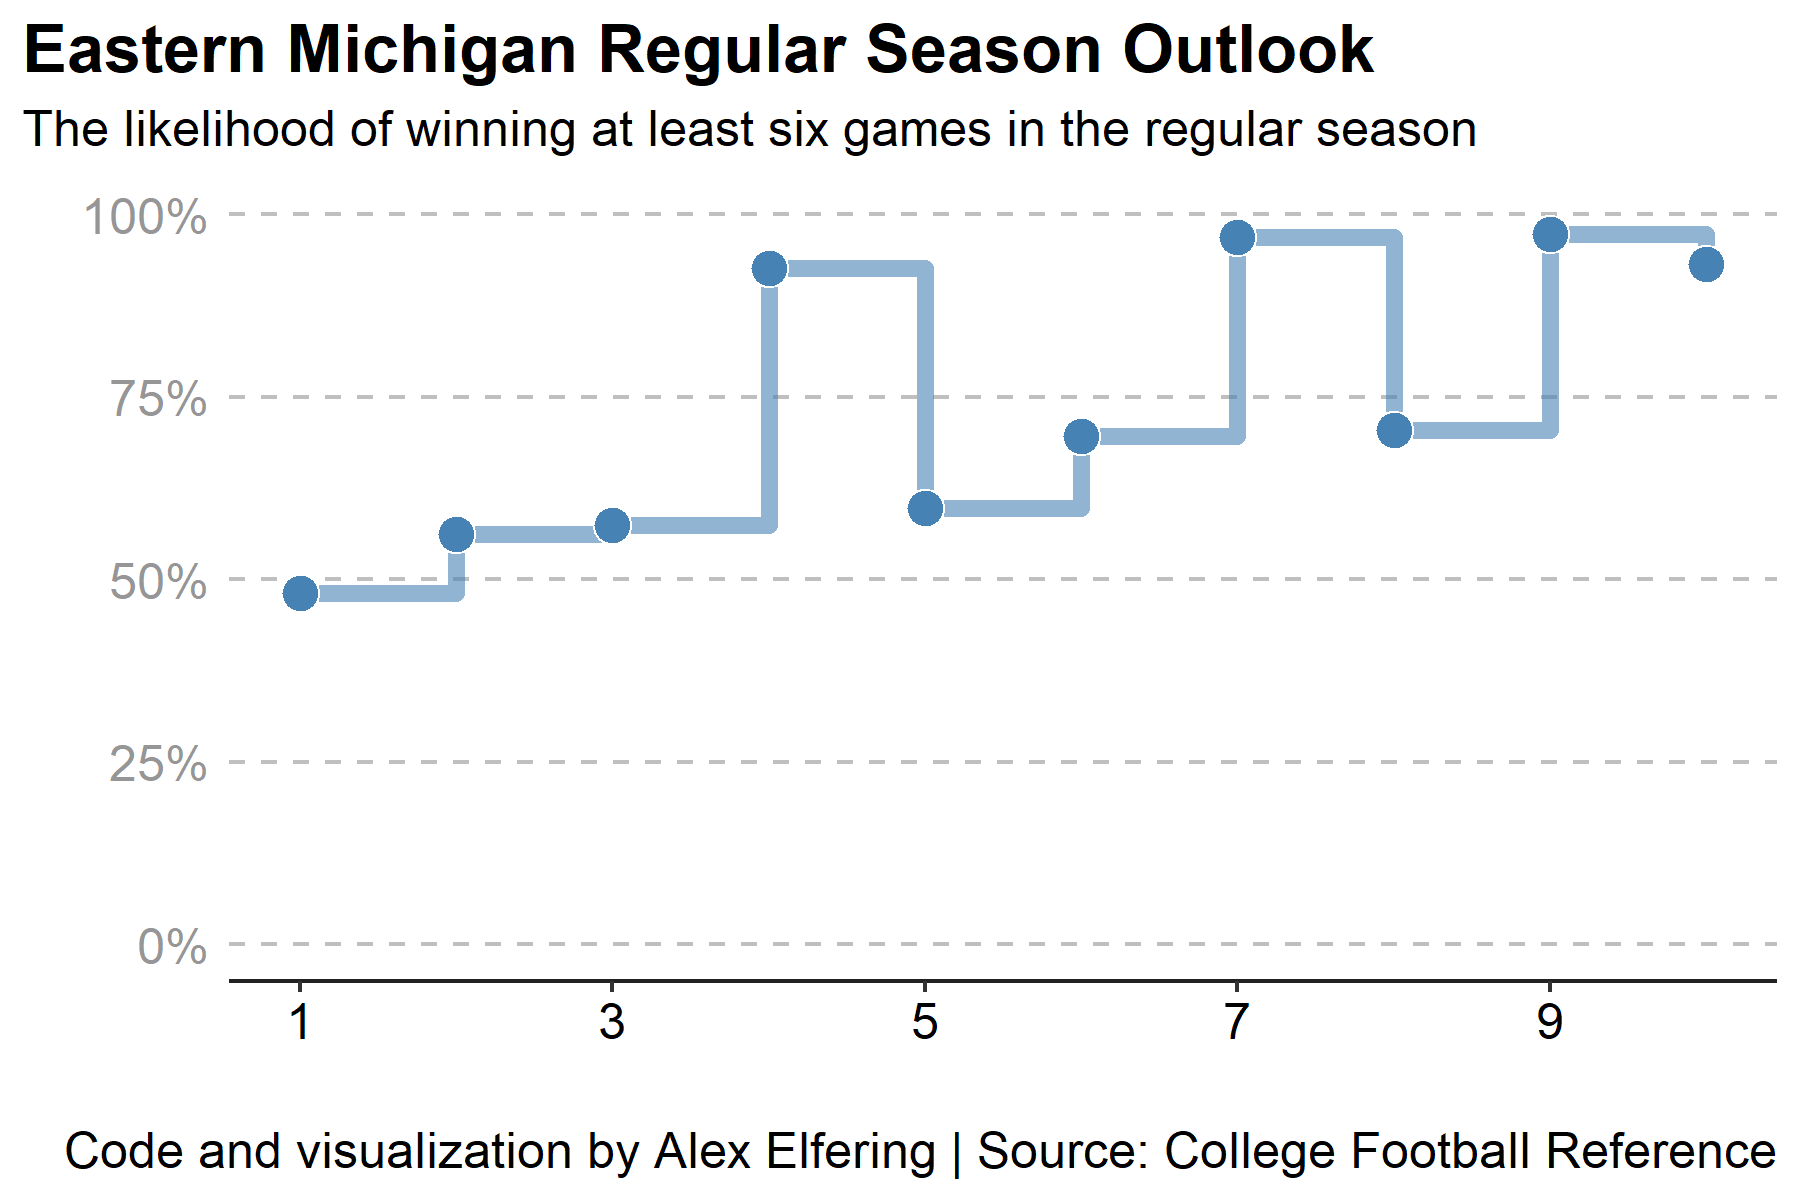 Eastern Michigan Regular Season Outlook
The likelihood of winning at least six games in the regular season
100%
75%
50%
25%
0%
1 3 5 7 9
Code and visualization by Alex Elfering | Source: College Football Reference